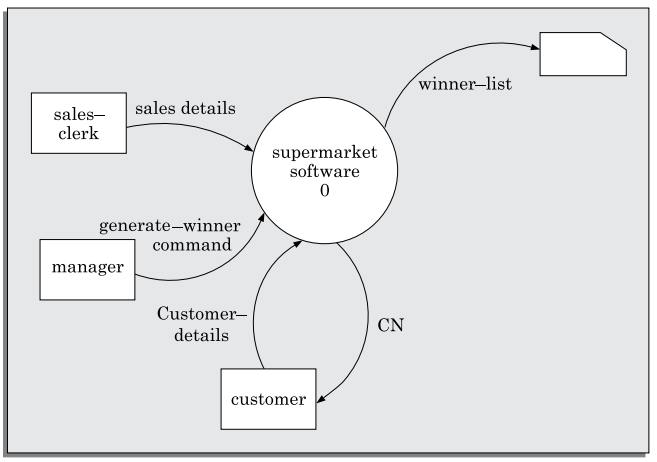 winner–list
sales–
clerk
sales details
supermarket
software
0
generate–winner
command
manager
Customer–
details
CN
customer